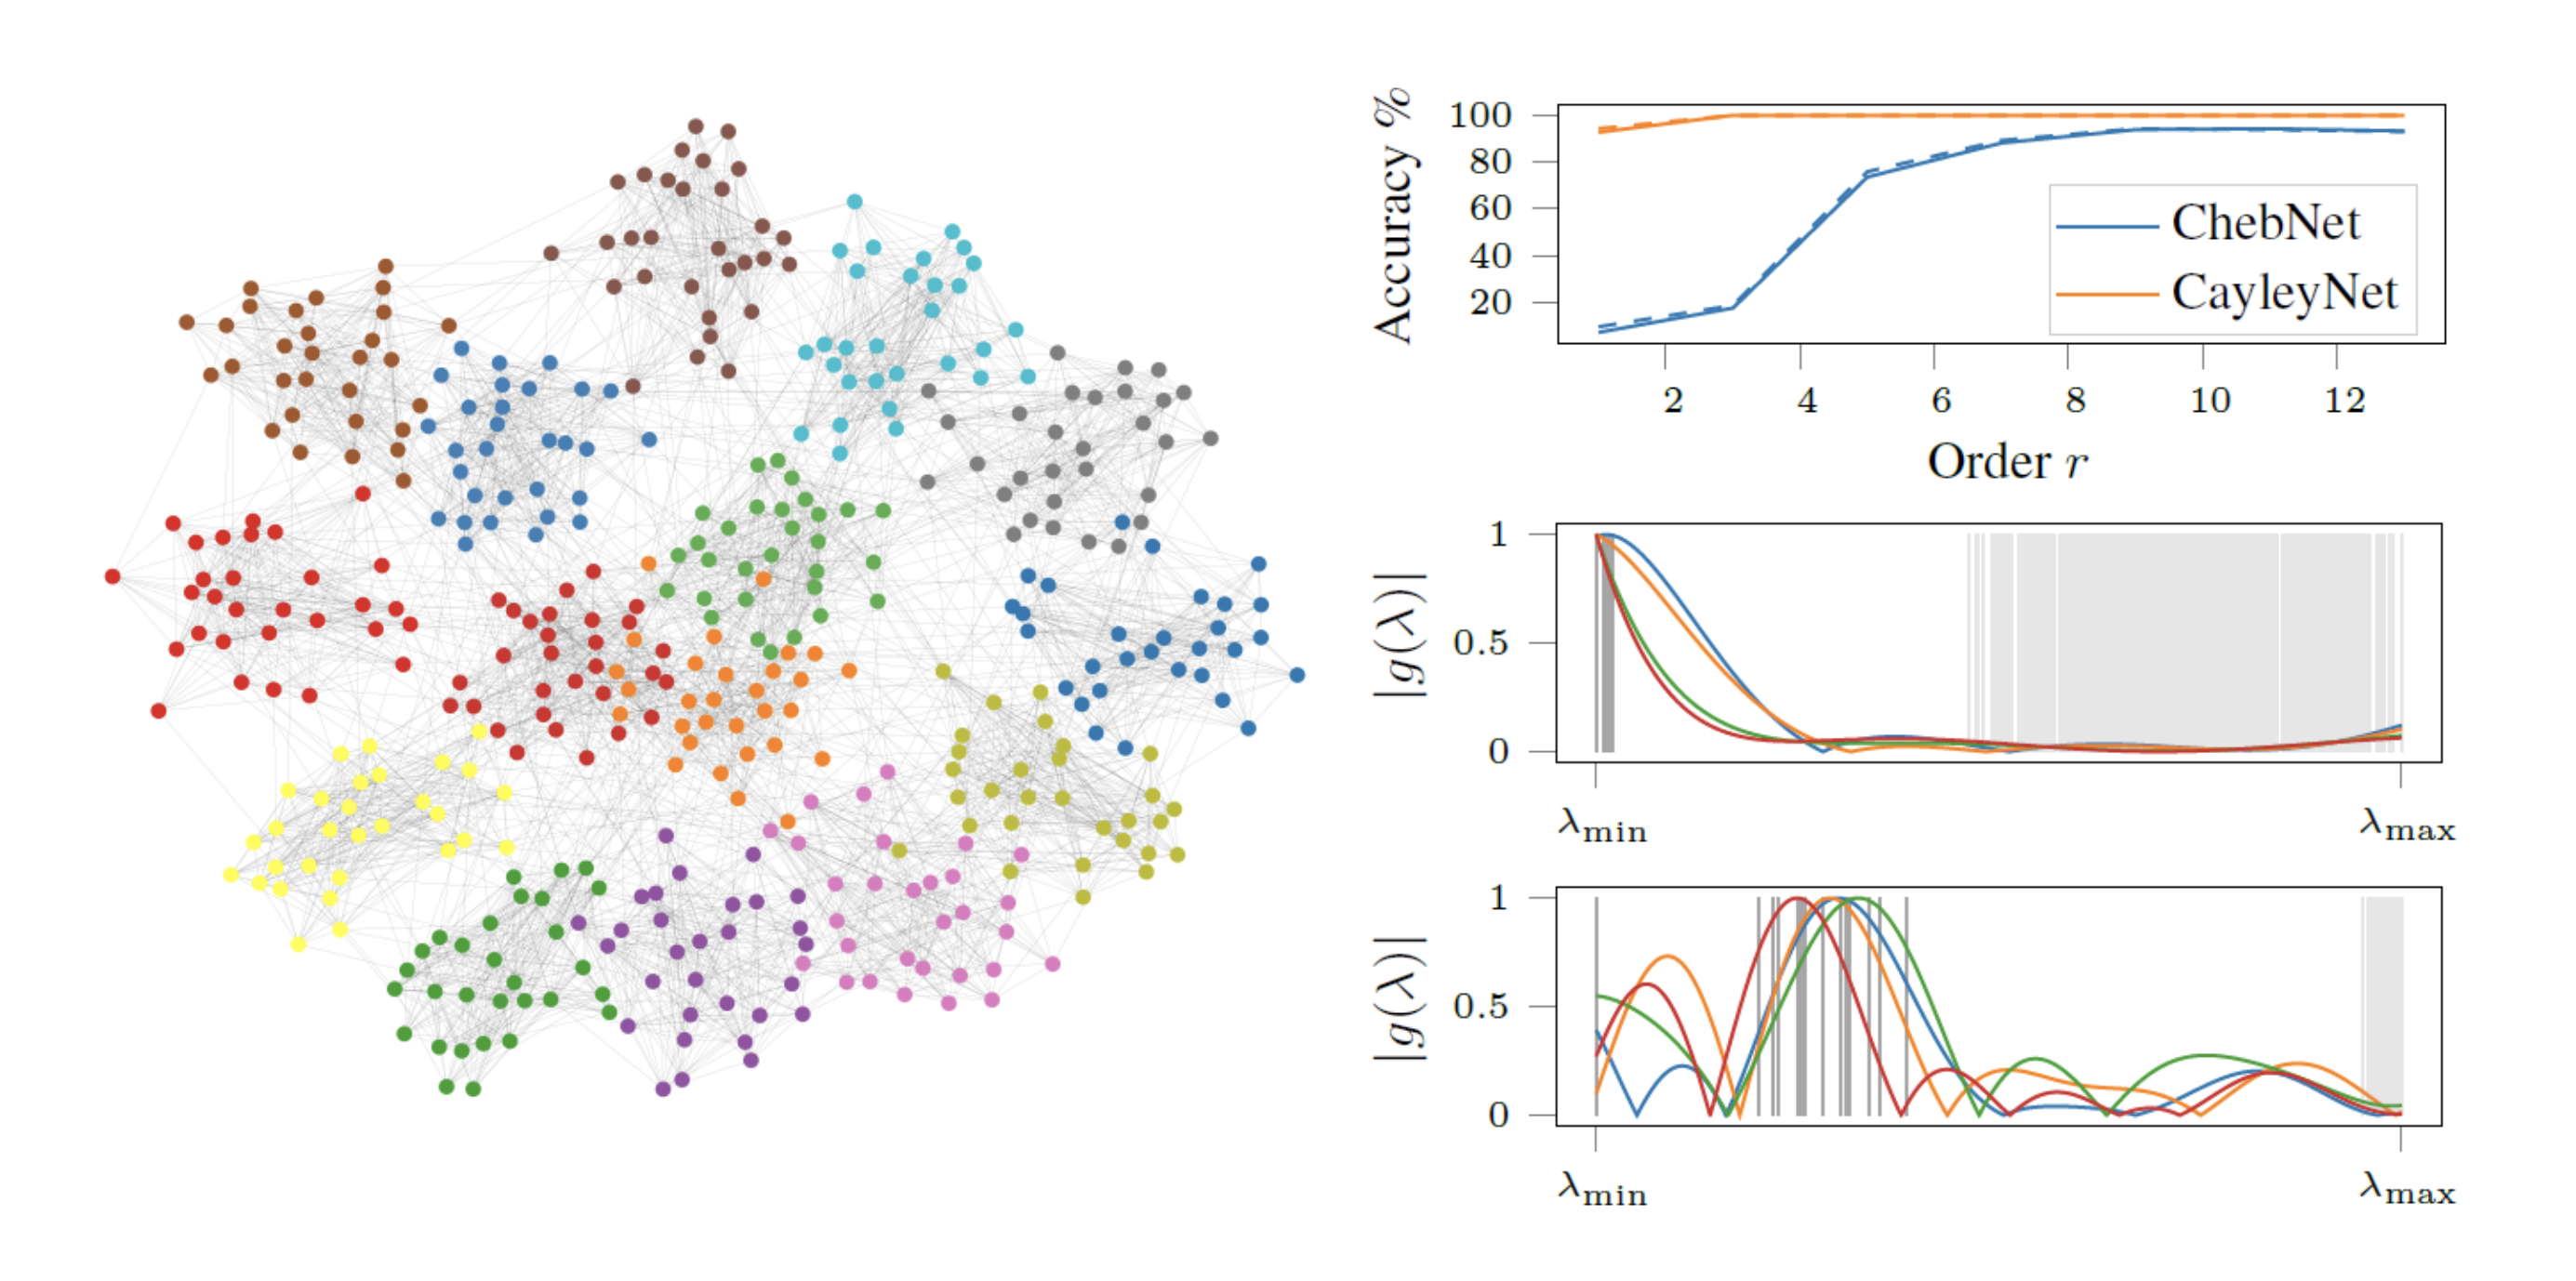 Accuracy %
100
80
60
40
20
ChebNet
CayleyNet
2 4 6 8 10 12
Order r
|g(λ)|
1
0.5
0
λmin λmax
|g(λ)|
1
0.5
0
λmin λmax